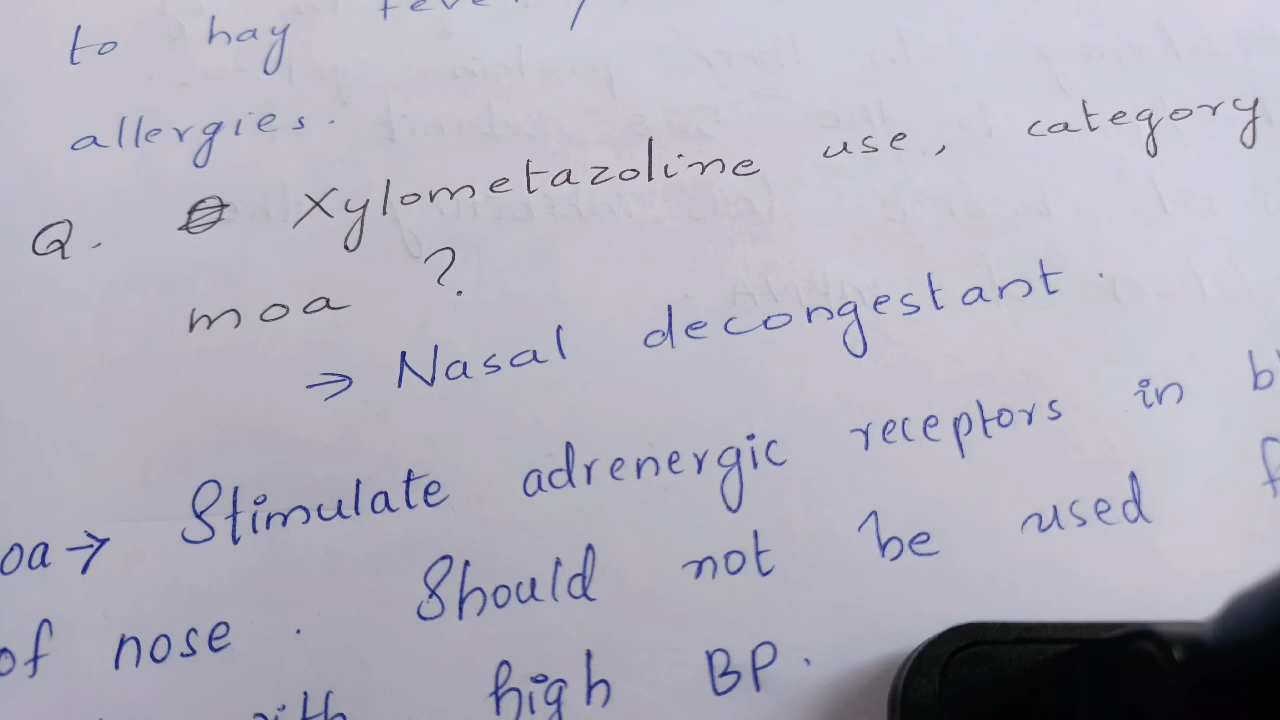 to hay
allergies.
Q. Xylometazoline use, category
moa ?
→ Nasal decongestant.
oa → Stimulate adrenergic receptors in
of nose. Should not be used
with high BP.